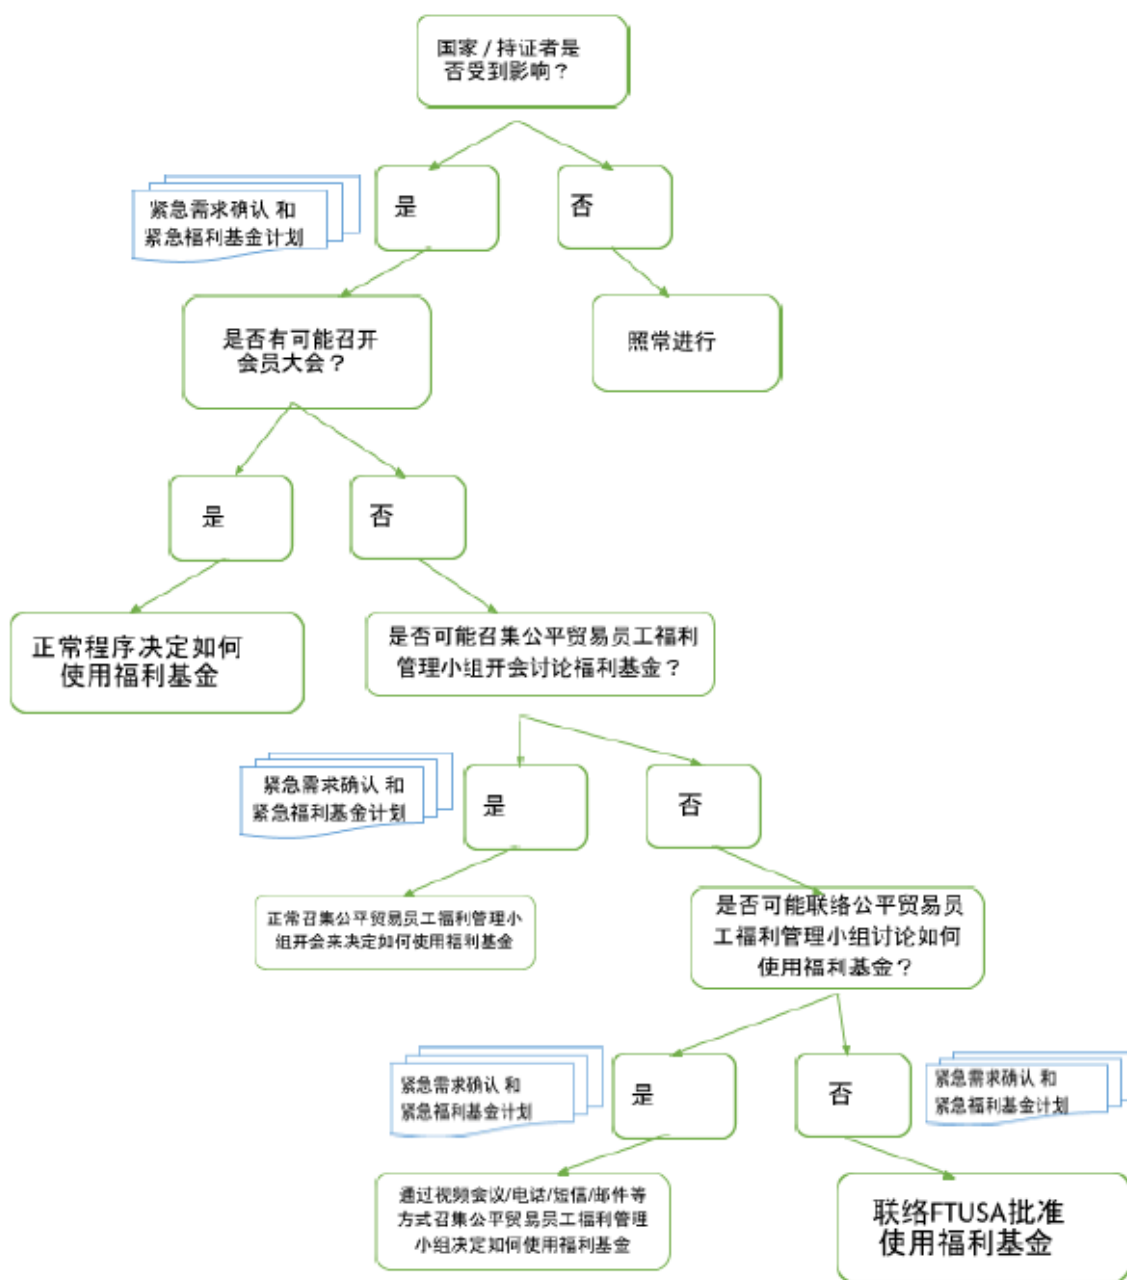 国家 / 持证者是
否受到影响？
紧急需求确认 和
紧急福利基金计划
是
否
是否有可能召开
会员大会？
照常进行
是
否
正常程序决定如何
使用福利基金
是否可能召集公平贸易员工福利
管理小组开会讨论福利基金？
紧急需求确认 和
紧急福利基金计划
是
否
正常召集公平贸易员工福利管理小
组开会来决定如何使用福利基金
是否可能联络公平贸易员
工福利管理小组讨论如何
使用福利基金？
紧急需求确认 和
紧急福利基金计划
是
否
紧急需求确认 和
紧急福利基金计划
通过视频会议/电话/短信/邮件等
方式召集公平贸易员工福利管理
小组决定如何使用福利基金
联络FTUSA批准
使用福利基金